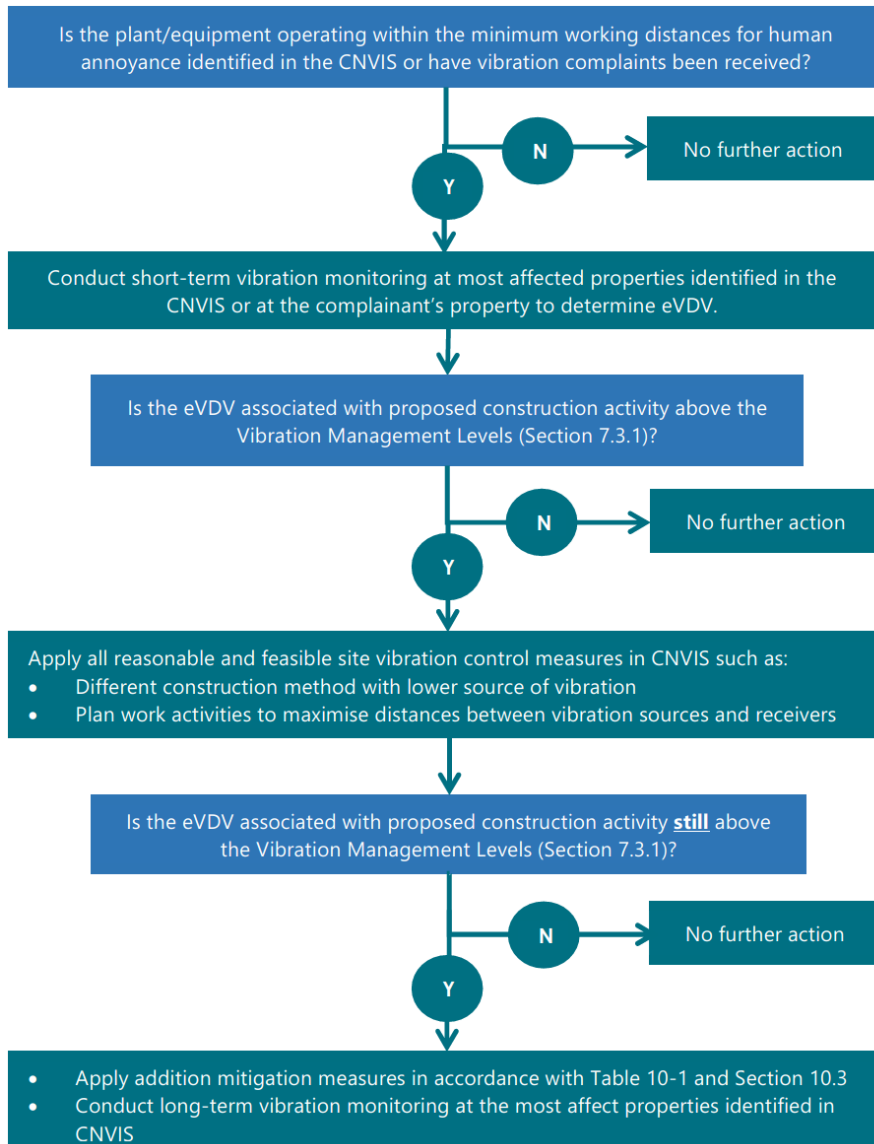 Is the plant/equipment operating within the minimum working distances for human
annoyance identified in the CNVIS or have vibration complaints been received?
N
No further action
Y
Conduct short-term vibration monitoring at most affected properties identified in the
CNVIS or at the complainant’s property to determine eVDV.
Is the eVDV associated with proposed construction activity above the
Vibration Management Levels (Section 7.3.1)?
N
No further action
Y
Apply all reasonable and feasible site vibration control measures in CNVIS such as:
• Different construction method with lower source of vibration
• Plan work activities to maximise distances between vibration sources and receivers
Is the eVDV associated with proposed construction activity still above
the Vibration Management Levels (Section 7.3.1)?
N
No further action
Y
• Apply addition mitigation measures in accordance with Table 10-1 and Section 10.3
• Conduct long-term vibration monitoring at the most affect properties identified in
CNVIS